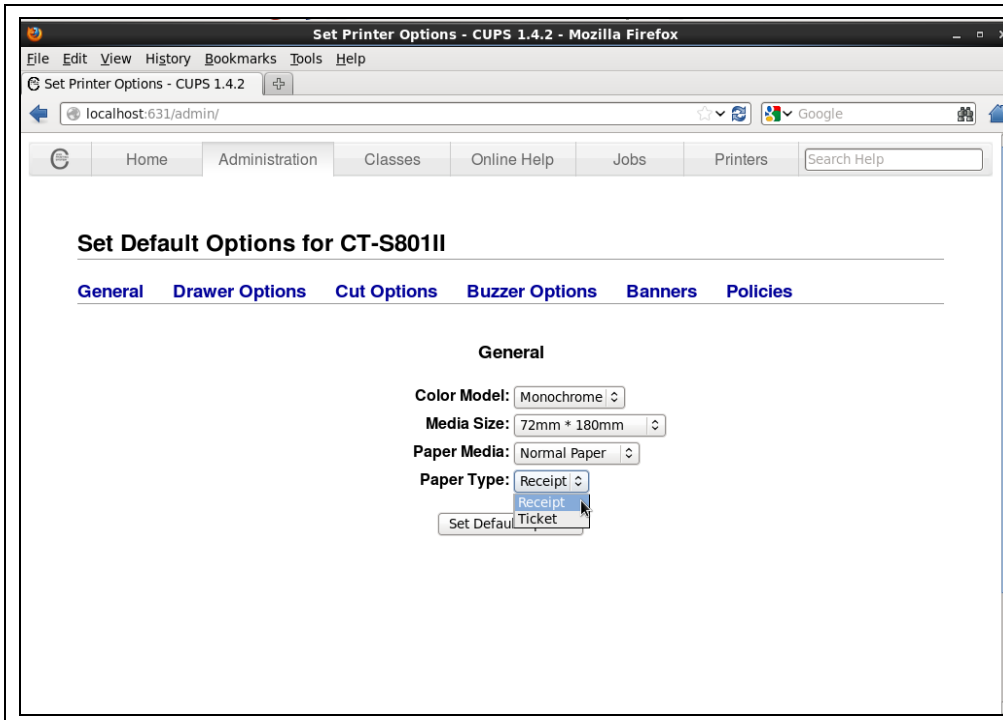 Set Printer Options - CUPS 1.4.2 - Mozilla Firefox
File Edit View History Bookmarks Tools Help
Set Printer Options - CUPS 1.4.2
localhost:631/admin/ Google
Home Administration Classes Online Help Jobs Printers Search Help
Set Default Options for CT-S801II
General Drawer Options Cut Options Buzzer Options Banners Policies
General
Color Model: Monochrome
Media Size: 72mm * 180mm
Paper Media: Normal Paper
Paper Type: Receipt
Receipt
Ticket
Set